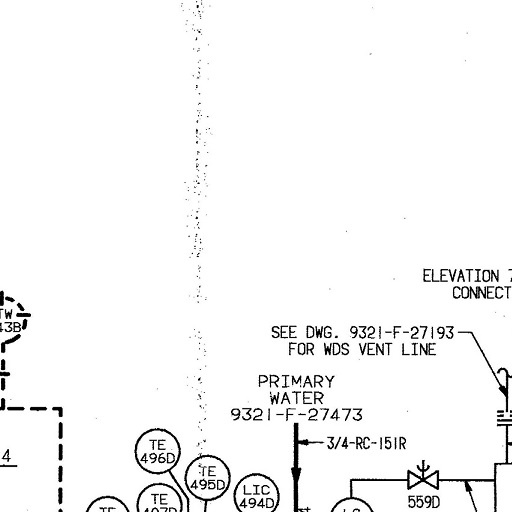 ELEVATION 7
CONNECT
TW
43B
SEE DWG. 9321-F-27193
FOR WDS VENT LINE
PRIMARY
WATER
9321-F-27473
3/4-RC-151R
4
TE
496D
TE
495D
TE
497D
LIC
494D
559D
TE